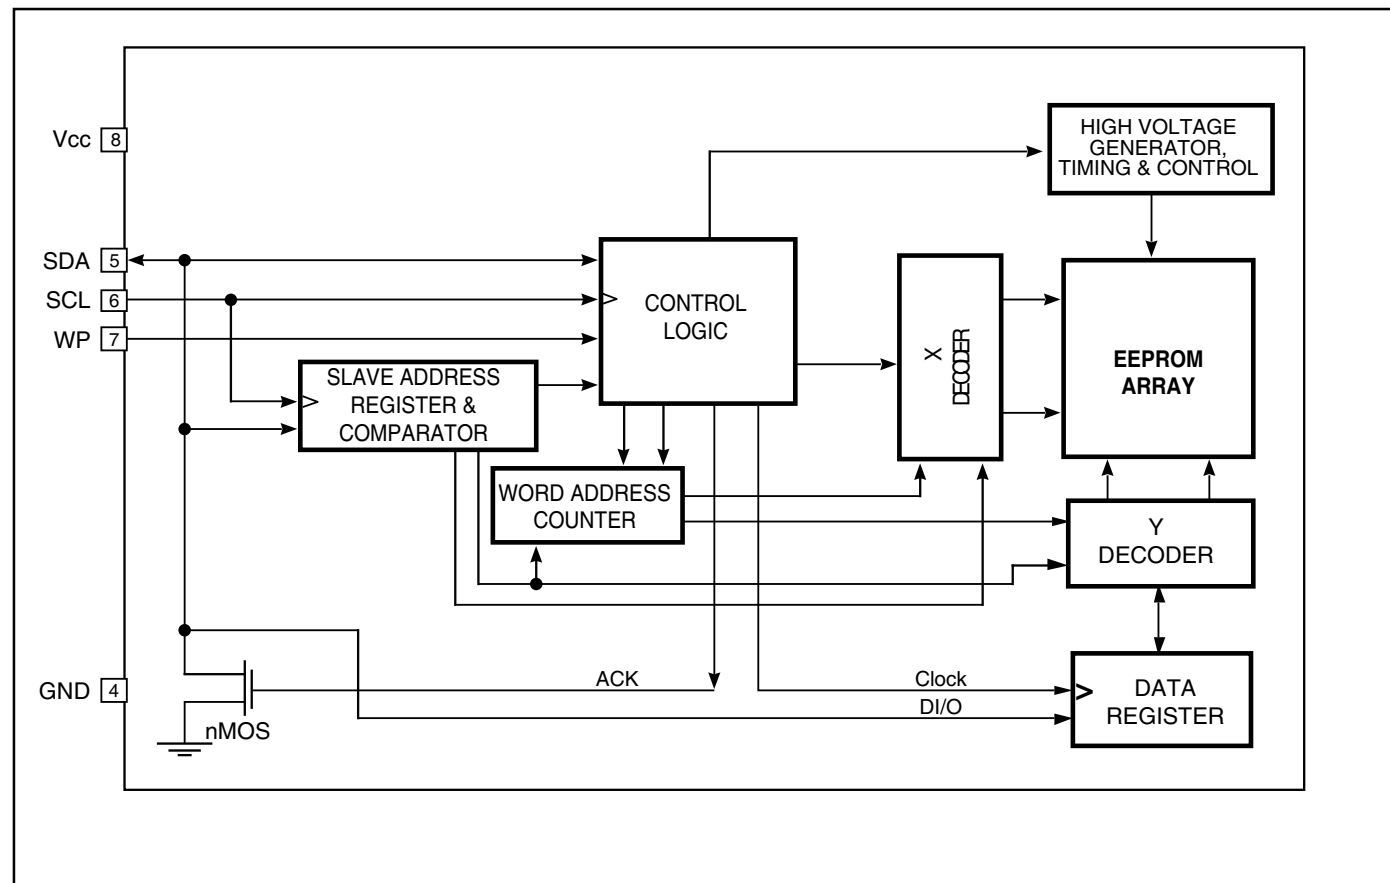 HIGH VOLTAGE
GENERATOR,
TIMING & CONTROL
Vcc 8
SDA 5
SCL 6
WP 7
CONTROL
LOGIC
X
DECODER
EEPROM
ARRAY
SLAVE ADDRESS
REGISTER &
COMPARATOR
WORD ADDRESS
COUNTER
Y
DECODER
GND 4
nMOS
ACK
Clock
DI/O
DATA
REGISTER